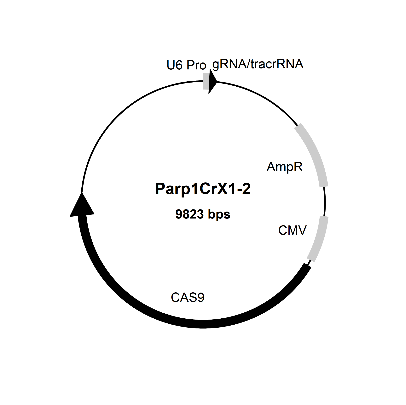 U6 Pro gRNA/tracrRNA
AmpR
Parp1CrX1-2
9823 bps
CMV
CAS9